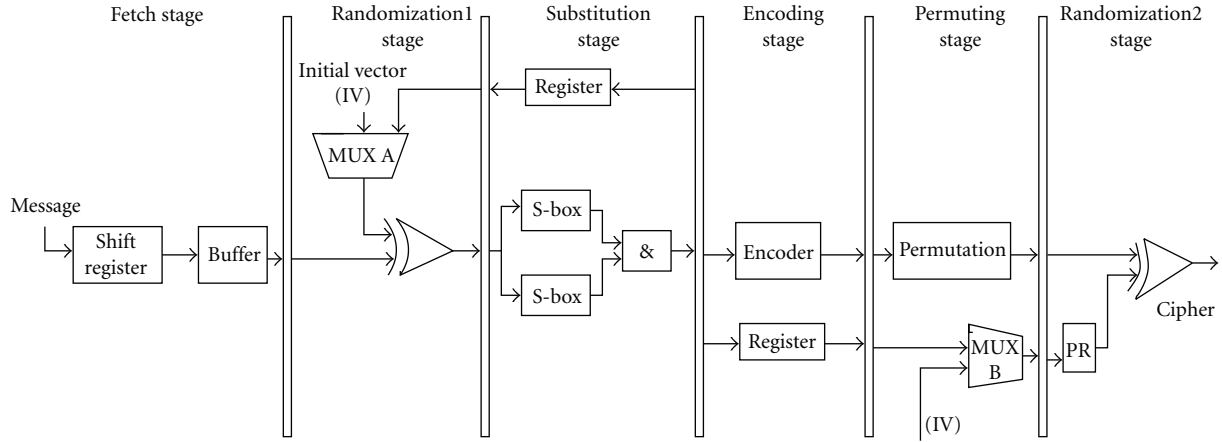 Fetch stage
Randomization1
stage
Substitution
stage
Encoding
stage
Permuting
stage
Randomization2
stage
Initial vector
(IV)
Register
MUX A
Message
Shift
register
Buffer
S-box
S-box
&
Encoder
Permutation
Cipher
Register
MUX
B
PR
(IV)